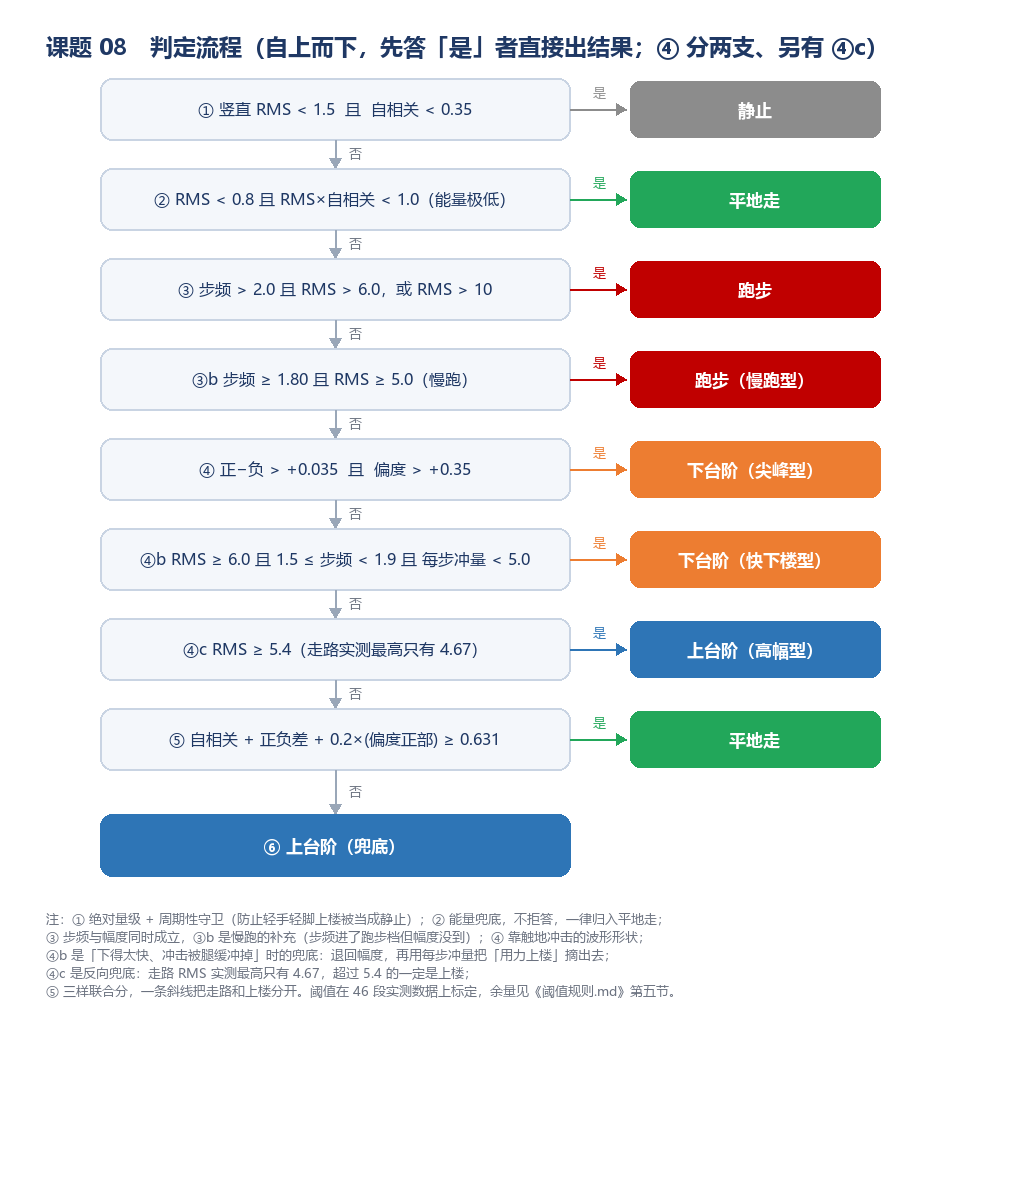 课题 08　判定流程（自上而下，先答「是」者直接出结果；④ 分两支、另有 ④c）
① 竖直 RMS < 1.5 且 自相关 < 0.35
是
静止
否
② RMS < 0.8 且 RMS×自相关 < 1.0（能量极低）
是
平地走
否
③ 步频 > 2.0 且 RMS > 6.0，或 RMS > 10
是
跑步
否
③b 步频 ≥ 1.80 且 RMS ≥ 5.0（慢跑）
是
跑步（慢跑型）
否
④ 正−负 > +0.035 且 偏度 > +0.35
是
下台阶（尖峰型）
否
④b RMS ≥ 6.0 且 1.5 ≤ 步频 < 1.9 且 每步冲量 < 5.0
是
下台阶（快下楼型）
否
④c RMS ≥ 5.4（走路实测最高只有 4.67）
是
上台阶（高幅型）
否
⑤ 自相关 + 正负差 + 0.2×(偏度正部) ≥ 0.631
是
平地走
否
⑥ 上台阶（兜底）
注：① 绝对量级 + 周期性守卫（防止轻手轻脚上楼被当成静止）；② 能量兜底，不拒答，一律归入平地走；
③ 步频与幅度同时成立，③b 是慢跑的补充（步频进了跑步档但幅度没到）；④ 靠触地冲击的波形形状；
④b 是「下得太快、冲击被腿缓冲掉」时的兜底：退回幅度，再用每步冲量把「用力上楼」摘出去；
④c 是反向兜底：走路 RMS 实测最高只有 4.67，超过 5.4 的一定是上楼；
⑤ 三样联合分，一条斜线把走路和上楼分开。阈值在 46 段实测数据上标定，余量见《阈值规则.md》第五节。